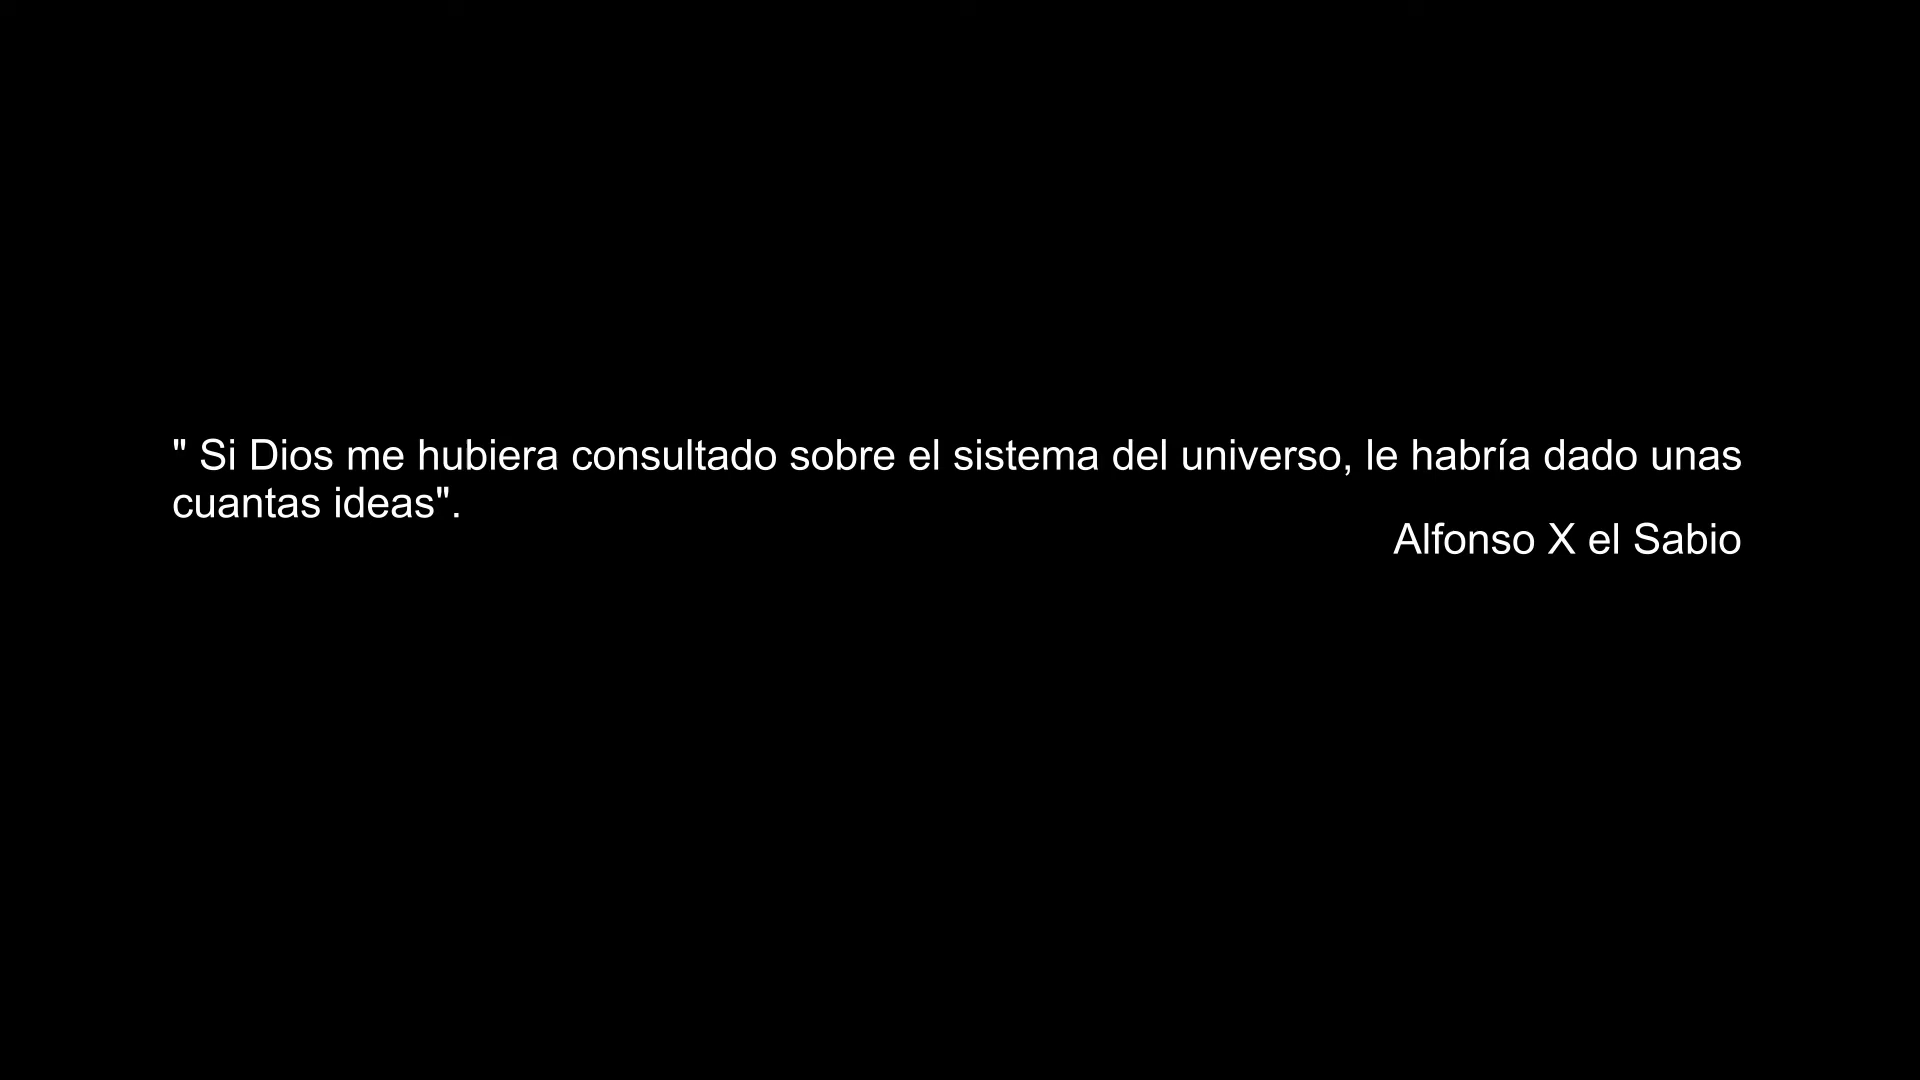 " Si Dios me hubiera consultado sobre el sistema del universo, le habría dado unas
cuantas ideas".
Alfonso X el Sabio